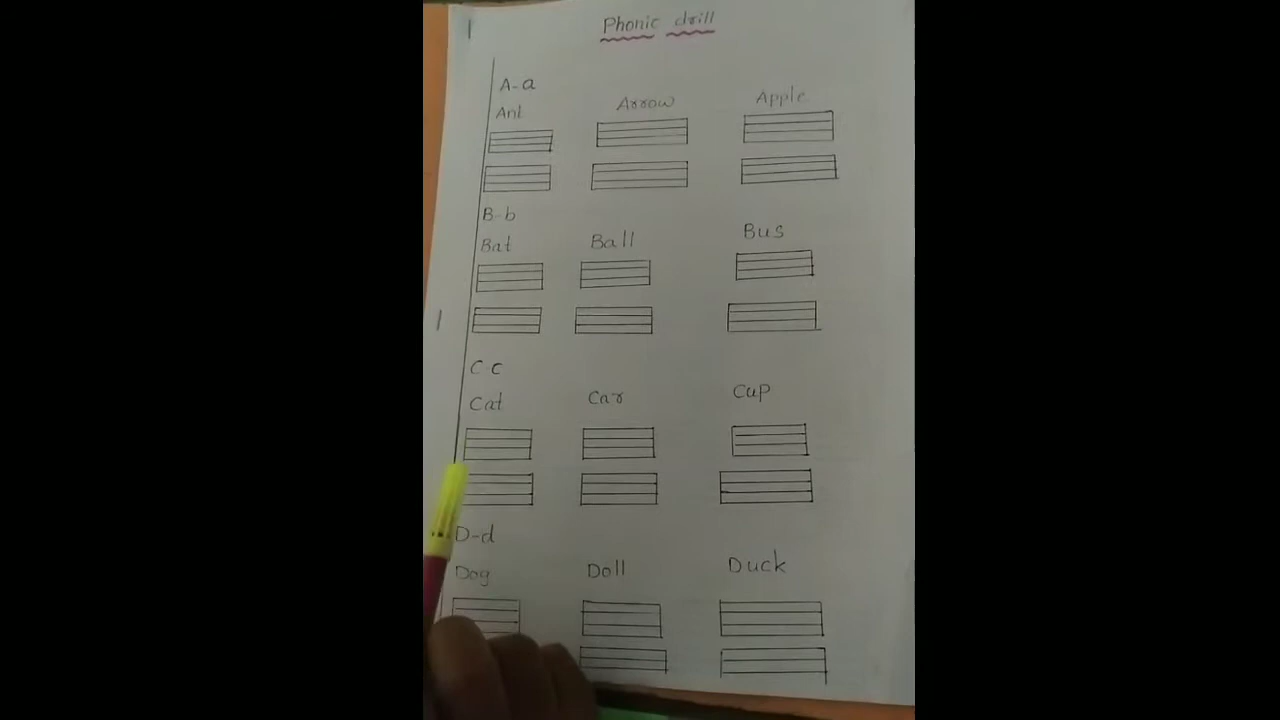 Phonic drill
A-a
Ant Arrow Apple
B-b
Bat Ball Bus
C-c
Cat Car Cup
D-d
Dog Doll Duck